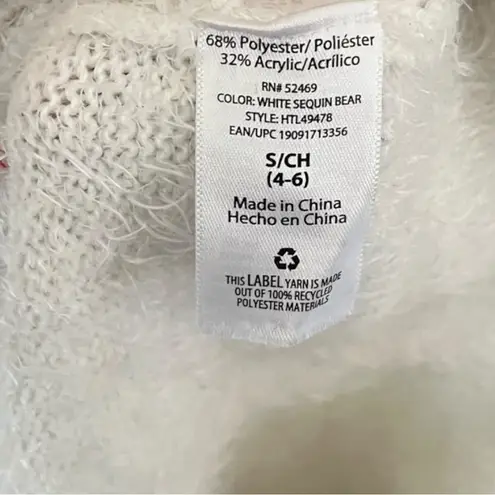 68% Polyester/ Poliéster
32% Acrylic/Acrílico
RN# 52469
COLOR: WHITE SEQUIN BEAR
STYLE: HTL49478
EAN/UPC 19091713356
S/CH
(4-6)
Made in China
Hecho en China
THIS LABEL YARN IS MADE
OUT OF 100% RECYCLED
POLYESTER MATERIALS